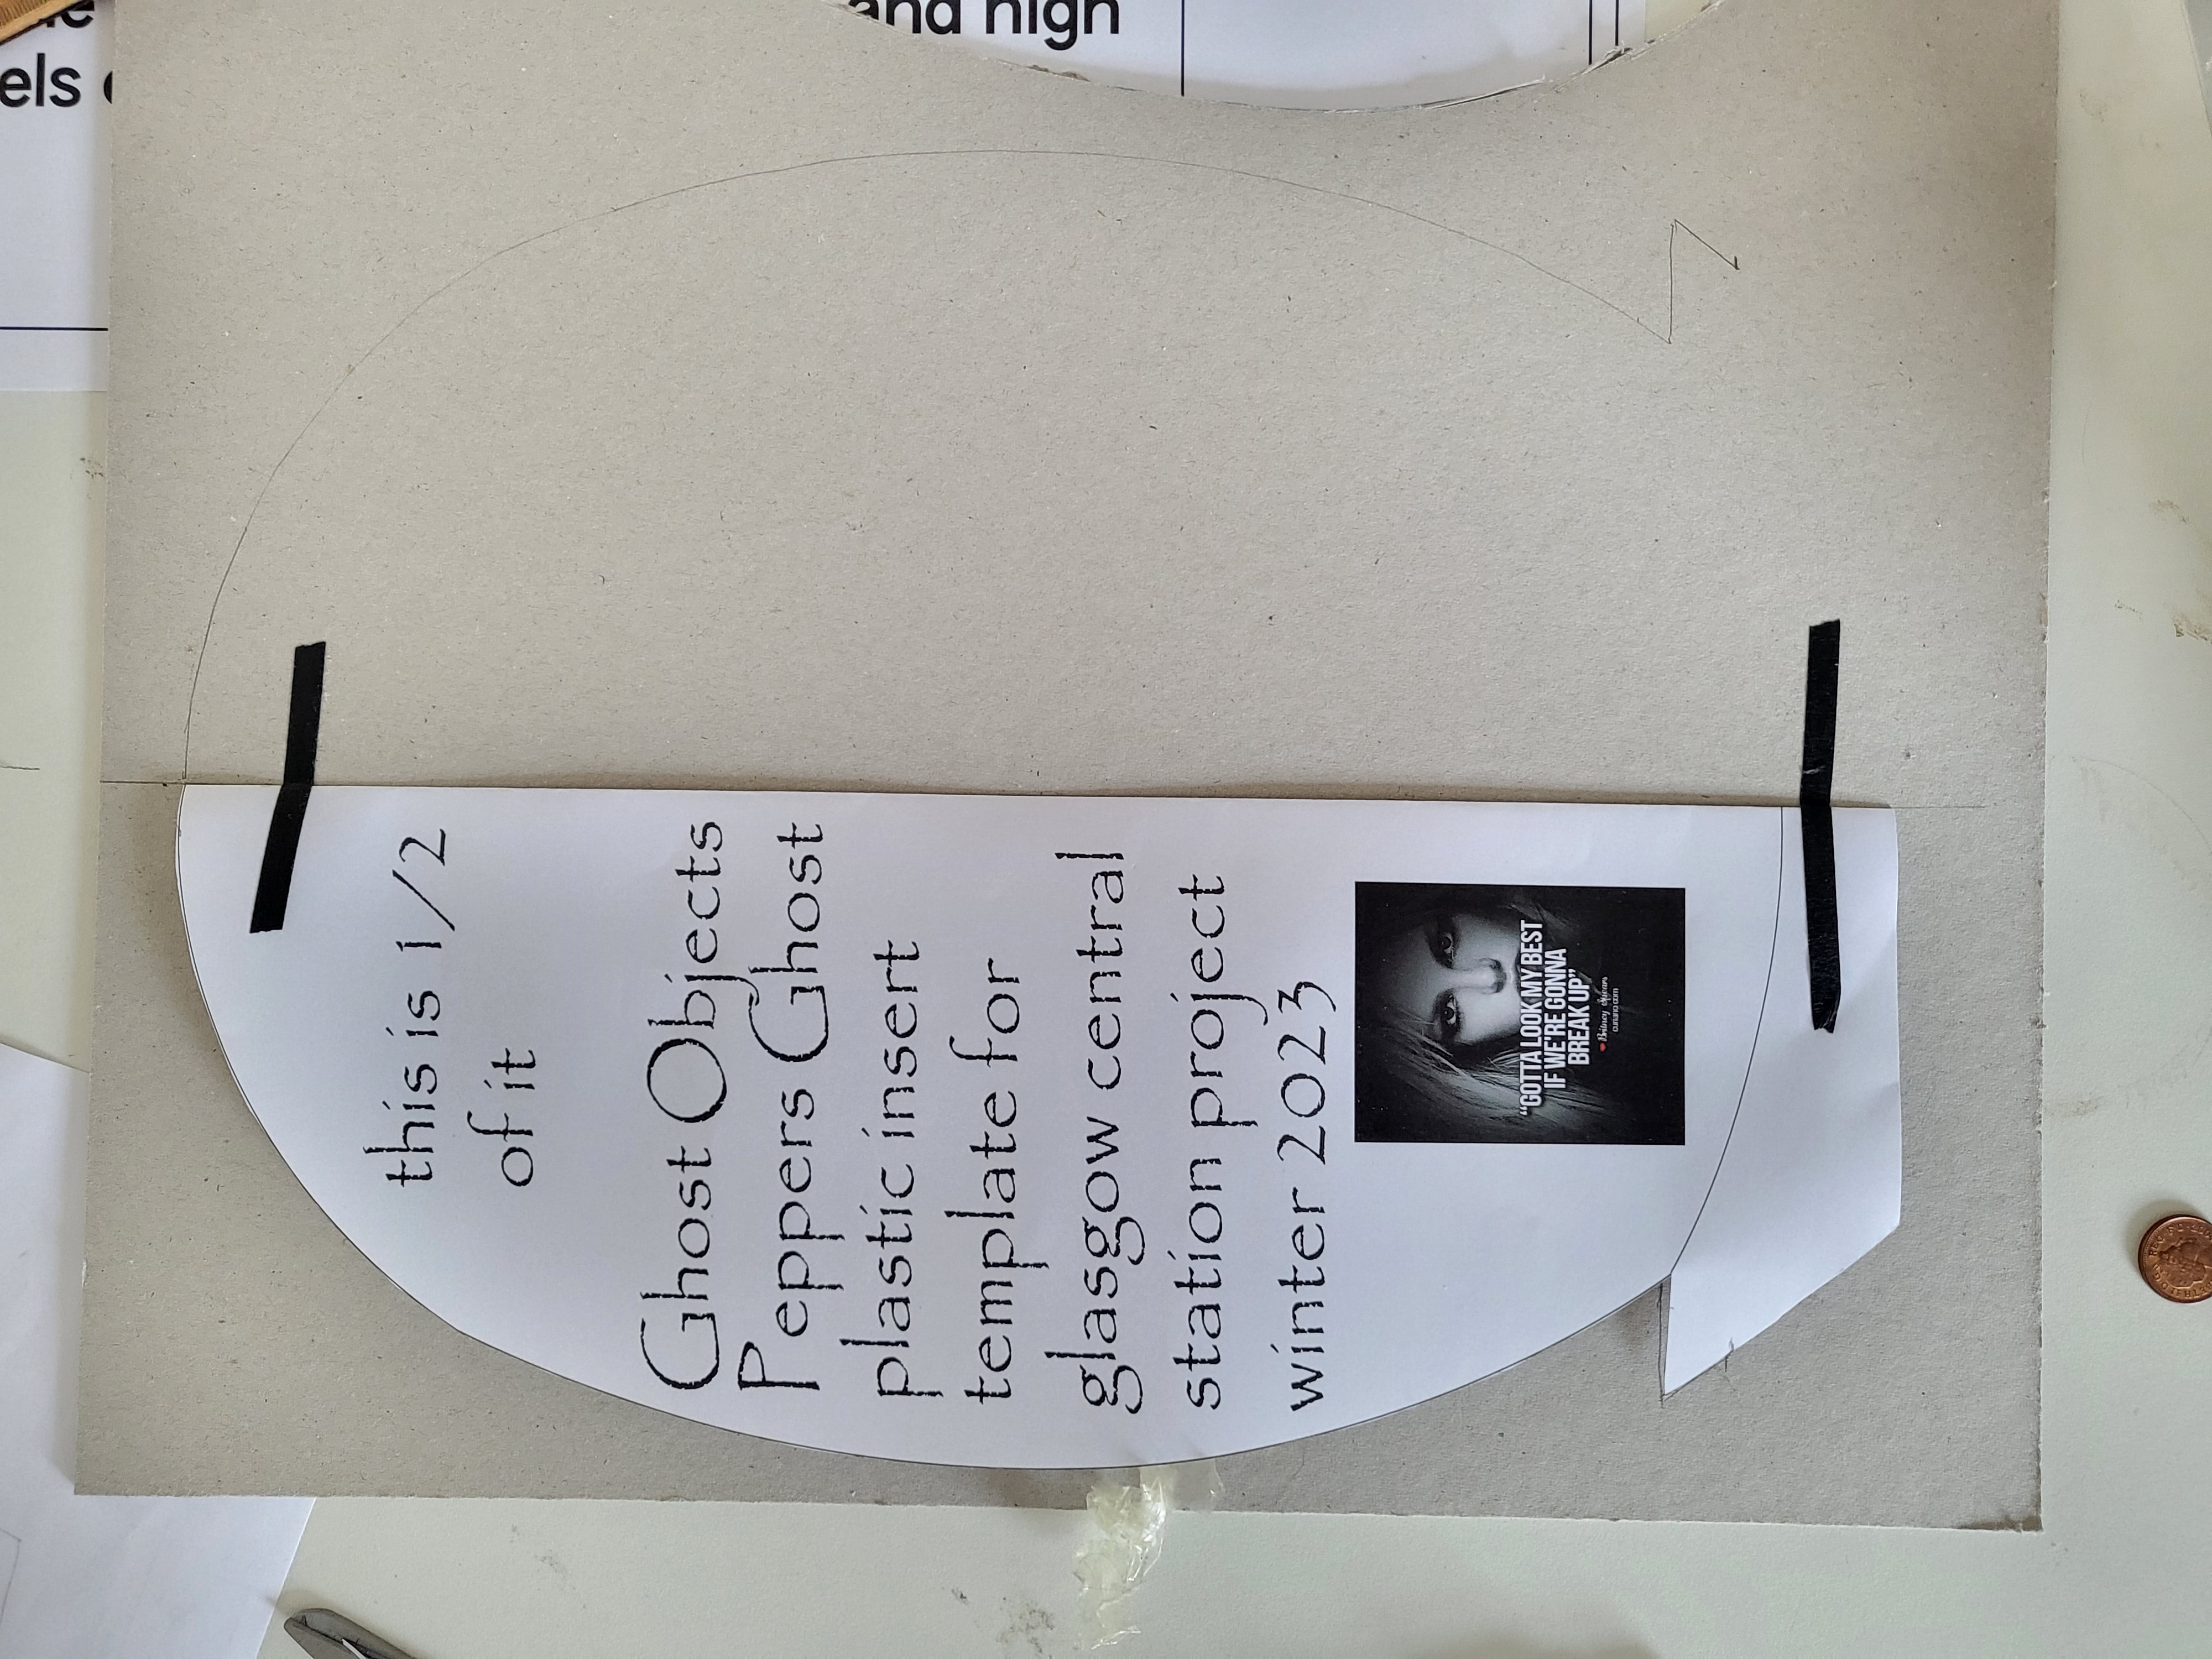 els
this is 1/2
of it
Ghost Objects
Peppers Ghost
plastic insert
template for
glasgow central
station project
winter 2023
and high
“GOTTA LOOK MY BEST
IF WE'RE GONNA
BREAK UP”
Britney Spears